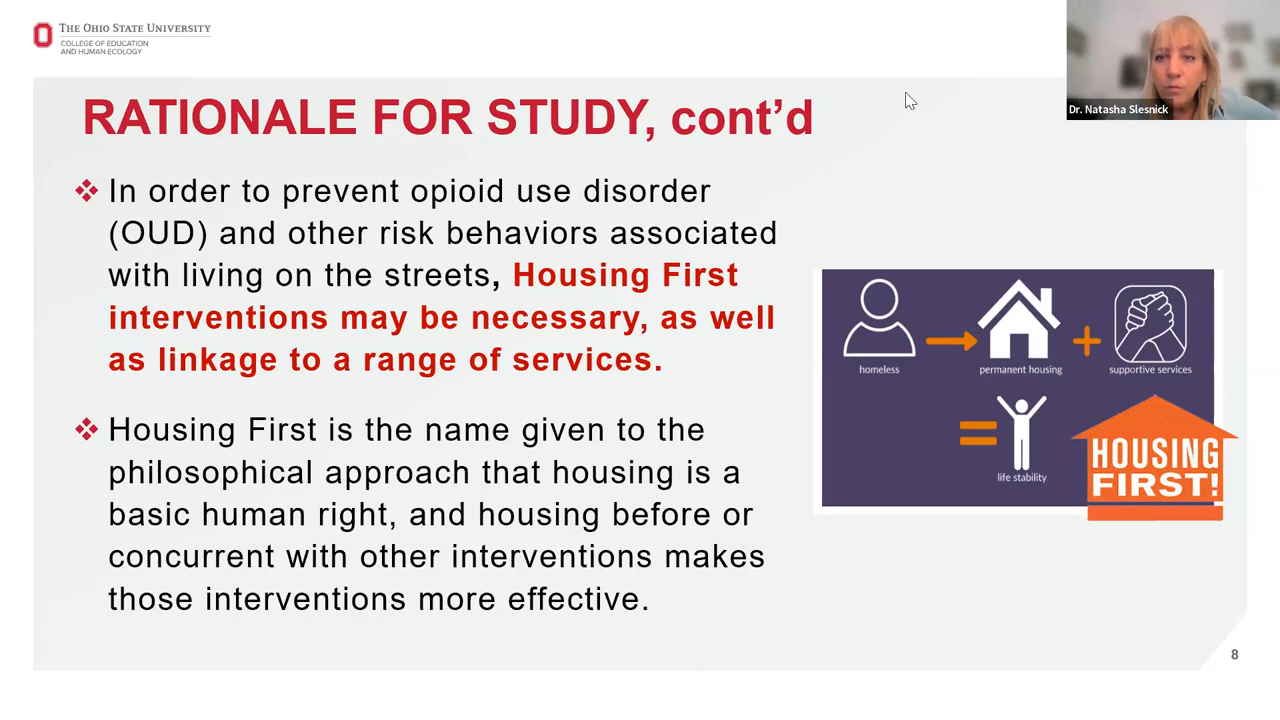 THE OHIO STATE UNIVERSITY
COLLEGE OF EDUCATION
AND HUMAN ECOLOGY
Dr. Natasha Slesnick
RATIONALE FOR STUDY, cont’d
❖ In order to prevent opioid use disorder
(OUD) and other risk behaviors associated
with living on the streets, Housing First
interventions may be necessary, as well
as linkage to a range of services.
❖ Housing First is the name given to the
philosophical approach that housing is a
basic human right, and housing before or
concurrent with other interventions makes
those interventions more effective.
homeless
permanent housing
+
supportive services
=
life stability
HOUSING
FIRST!
8